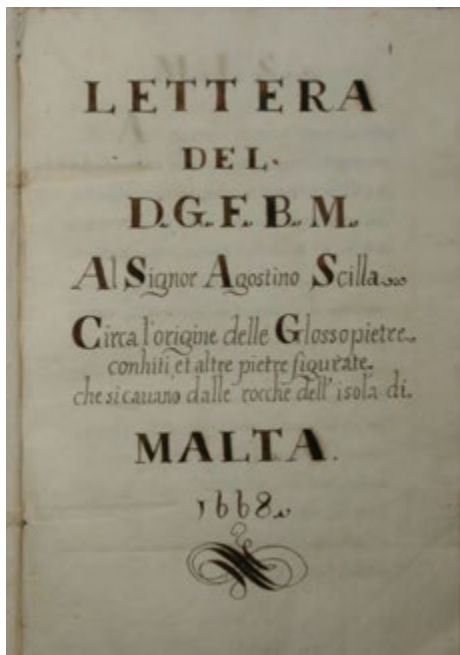 LETTERA
DEL.
D.G.F.B.M.
Al Signor Agostino Scilla
Circa l'origine delle Glossopietre
conhiti, et altre pietre figurate
che si cauano dalle rocche dell' isola di
MALTA.
1668